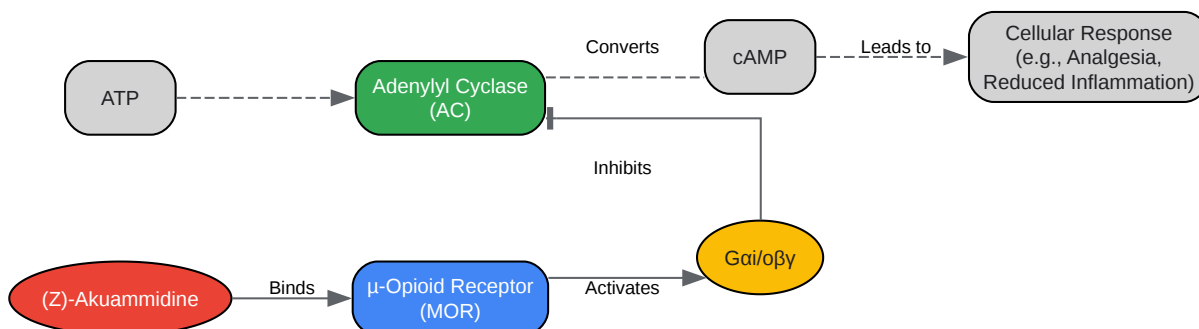 Converts
cAMP
Leads to
Cellular Response
(e.g., Analgesia,
Reduced Inflammation)
ATP
Adenylyl Cyclase
(AC)
Inhibits
(Z)-Akuammidine
Binds
µ-Opioid Receptor
(MOR)
Activates
Gαi/oβγ